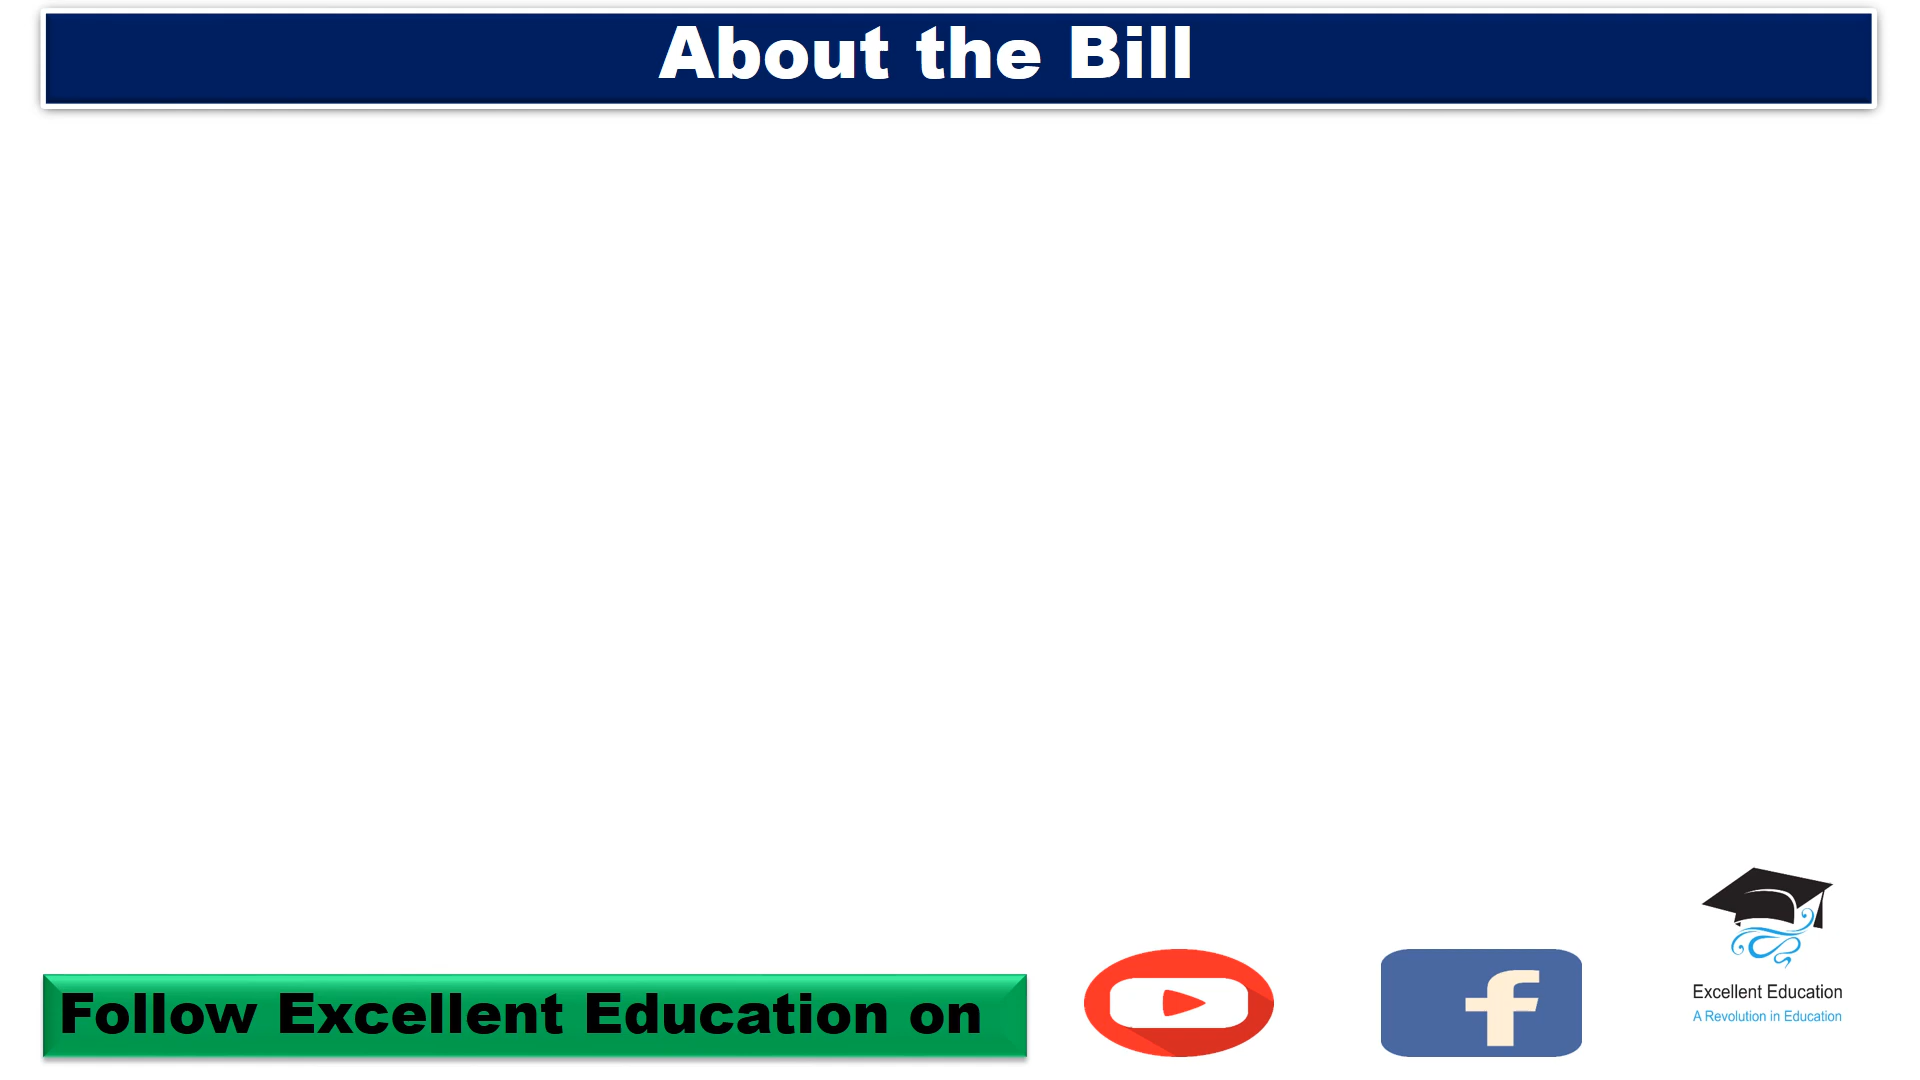 About the Bill
Follow Excellent Education on
Excellent Education
A Revolution in Education